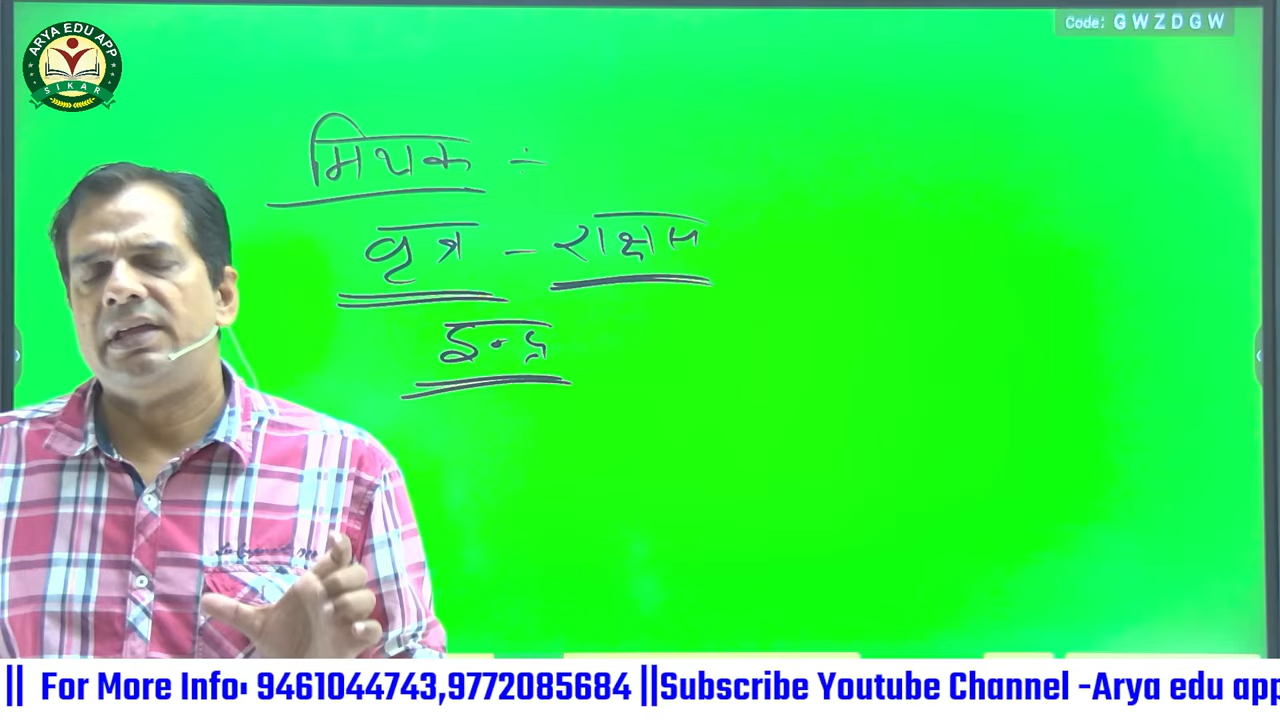 ARYA EDU APP
SIKAR
Code: GWZDGW
मिथक ÷
वृत्र - राक्षस
इन्द्र
|| For More Info: 9461044743,9772085684 ||Subscribe Youtube Channel -Arya edu app